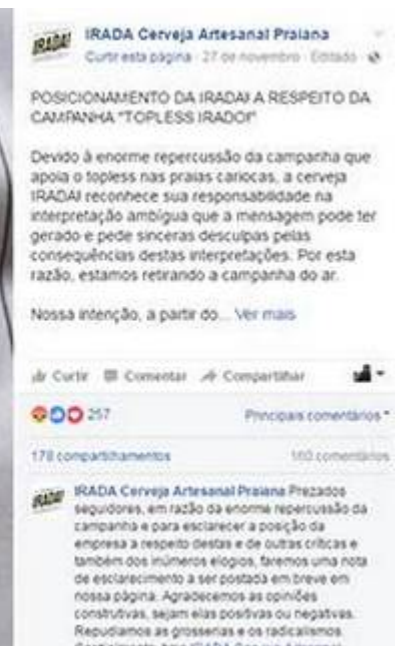 IRADA!
IRADA Cerveja Artesanal Praiana
Curtir esta página · 27 de novembro · Editado
POSICIONAMENTO DA IRADA! A RESPEITO DA
CAMPANHA "TOPLESS IRADO!"
Devido à enorme repercussão da campanha que
apoia o topless nas praias cariocas, a cerveja
IRADA! reconhece sua responsabilidade na
interpretação ambígua que a mensagem pode ter
gerado e pede sinceras desculpas pelas
consequências destas interpretações. Por esta
razão, estamos retirando a campanha do ar.
Nossa intenção, a partir do... Ver mais
Curtir Comentar Compartilhar
257 Principais comentários
178 compartilhamentos 160 comentários
IRADA!
IRADA Cerveja Artesanal Praiana Prezados
seguidores, em razão da enorme repercussão da
campanha e para esclarecer a posição da
empresa a respeito destas e de outras críticas e
também dos inúmeros elogios, faremos uma nota
de esclarecimento a ser postada em breve em
nossa página. Agradecemos as opiniões
construtivas, sejam elas positivas ou negativas.
Repudiamos as grosserias e os radicalismos.